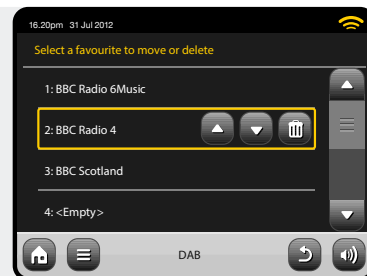 16.20pm 31 Jul 2012
Select a favourite to move or delete
1: BBC Radio 6Music
2: BBC Radio 4
3: BBC Scotland
4: <Empty>
DAB